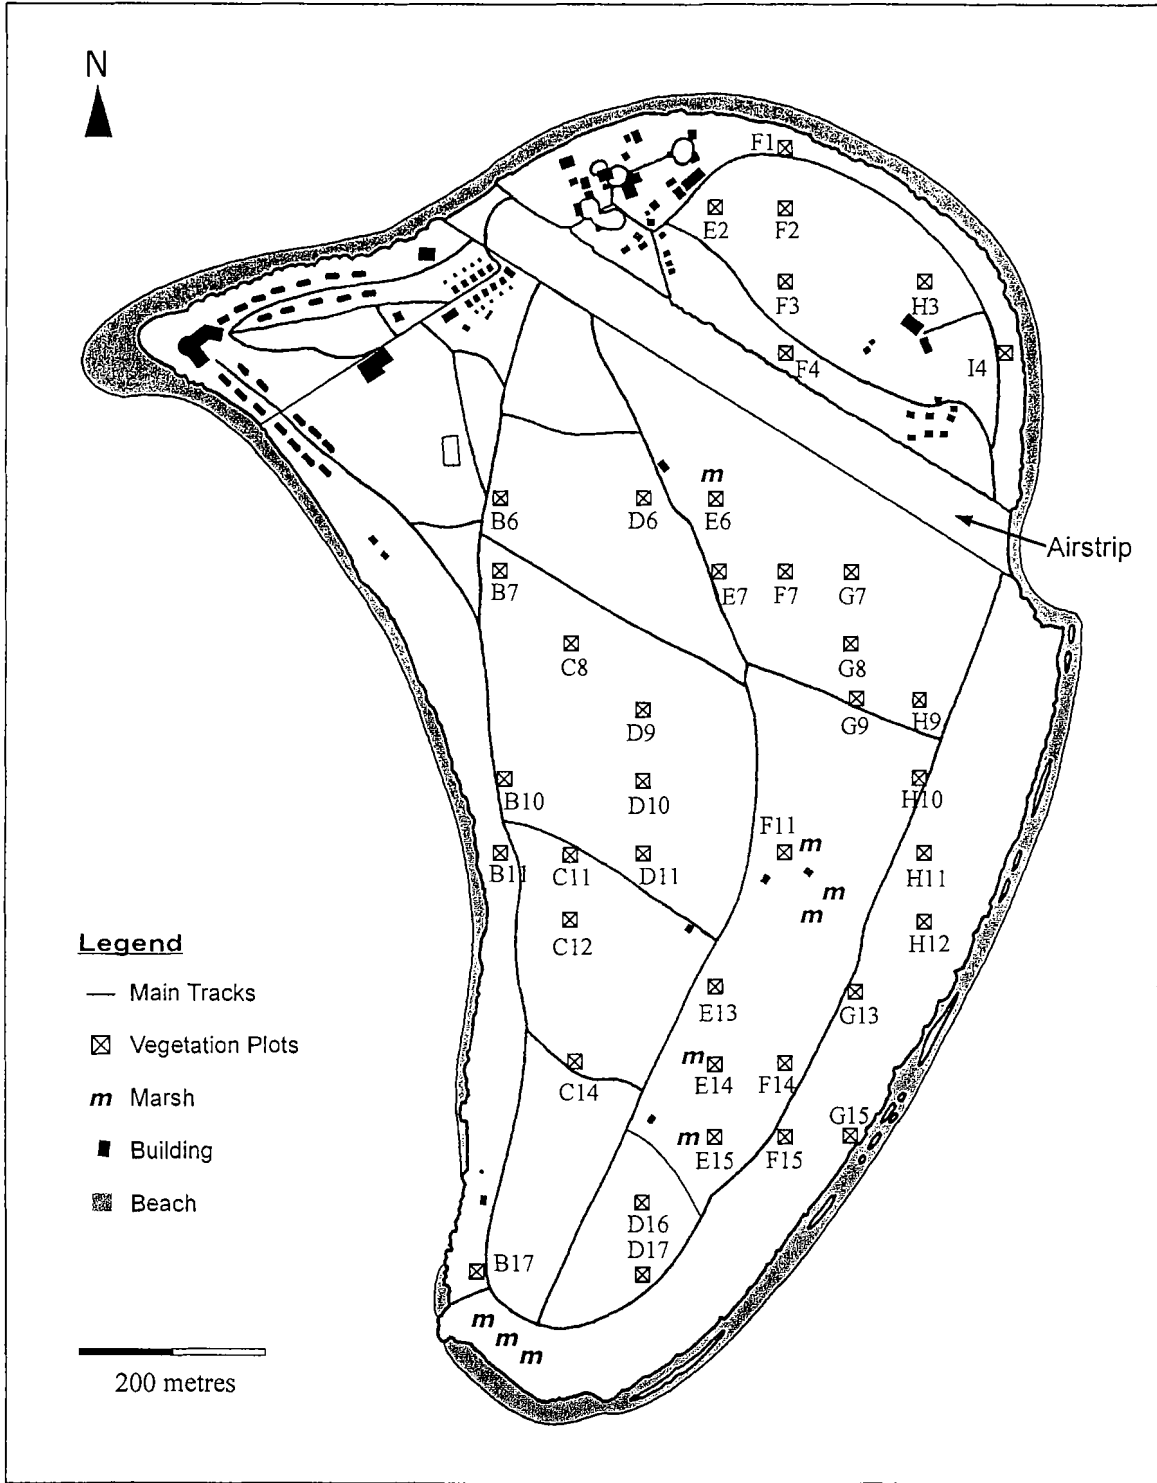 N
F1
E2
F2
F3
H3
F4
I4
m
B6
D6
E6
Airstrip
B7
E7
F7
G7
C8
G8
D9
G9
H9
B10
D10
H10
F11
m
B11
C11
D11
H11
m
m
C12
H12
Legend
Main Tracks
E13
G13
Vegetation Plots
m
C14
E14
F14
m Marsh
G15
m
E15
F15
Building
Beach
D16
D17
B17
m
m
m
200 metres